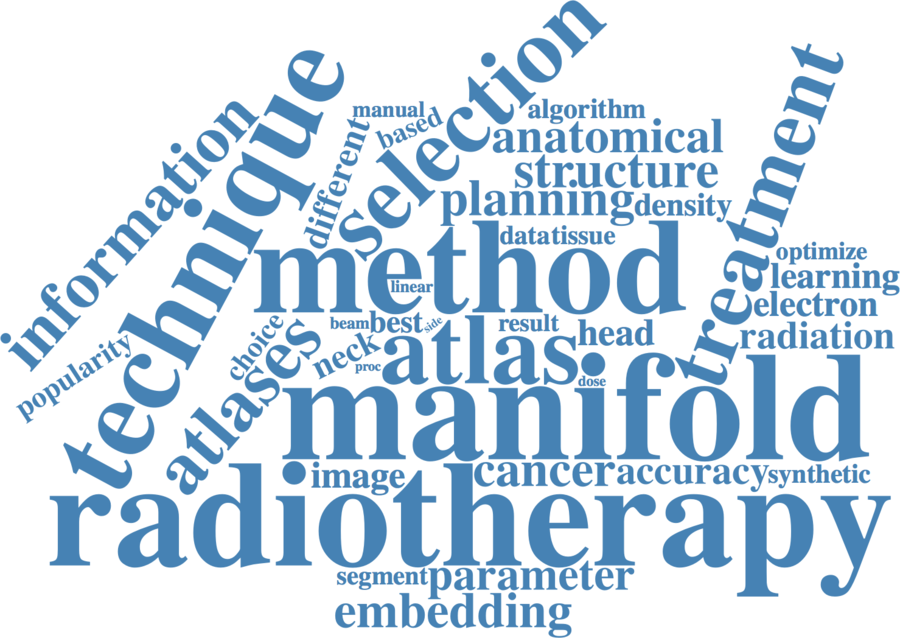 selection
technique
treatment
information
manual
algorithm
based
anatomical
different
structure
planning
density
data
tissue
method
optimize
learning
linear
electron
choice
beam
best
side
result
head
radiation
popularity
atlases
neck
proc
atlas
dose
manifold
image
cancer
accuracy
synthetic
radiotherapy
segment
parameter
embedding